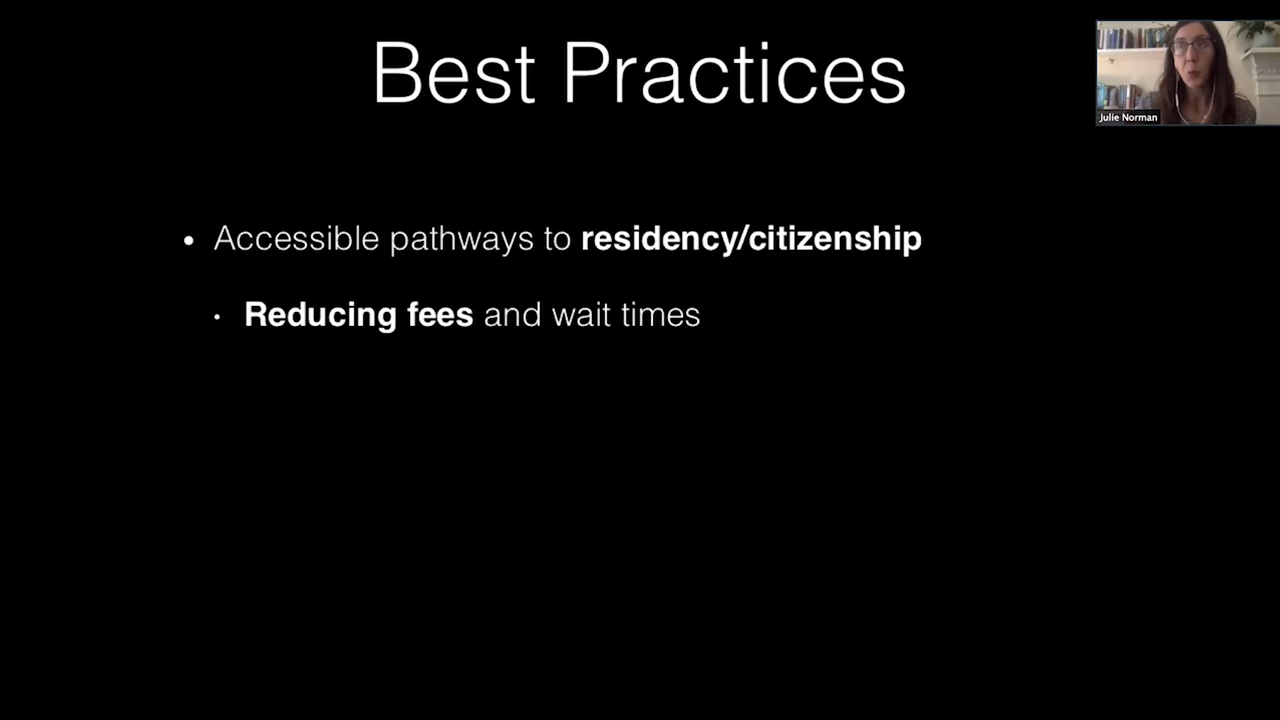 Best Practices
Julie Norman
• Accessible pathways to residency/citizenship
• Reducing fees and wait times